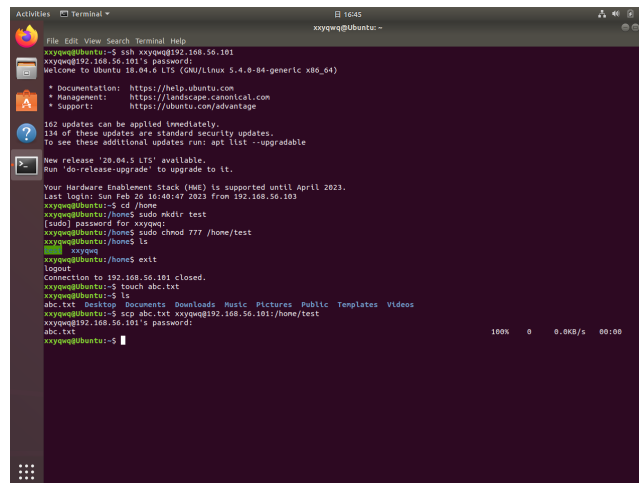 Activities Terminal 日 16:45
xxyqwq@Ubuntu: ~
File Edit View Search Terminal Help
xxyqwq@Ubuntu:~$ ssh xxyqwq@192.168.56.101
xxyqwq@192.168.56.101's password:
Welcome to Ubuntu 18.04.6 LTS (GNU/Linux 5.4.0-84-generic x86_64)
* Documentation: https://help.ubuntu.com
* Management: https://landscape.canonical.com
* Support: https://ubuntu.com/advantage
162 updates can be applied immediately.
134 of these updates are standard security updates.
To see these additional updates run: apt list --upgradable
New release '20.04.5 LTS' available.
Run 'do-release-upgrade' to upgrade to it.
Your Hardware Enablement Stack (HWE) is supported until April 2023.
Last login: Sun Feb 26 16:40:47 2023 from 192.168.56.103
xxyqwq@Ubuntu:~$ cd /home
xxyqwq@Ubuntu:/home$ sudo mkdir test
[sudo] password for xxyqwq:
xxyqwq@Ubuntu:/home$ sudo chmod 777 /home/test
xxyqwq@Ubuntu:/home$ ls
xxyqwq
xxyqwq@Ubuntu:/home$ exit
logout
Connection to 192.168.56.101 closed.
xxyqwq@Ubuntu:~$ touch abc.txt
xxyqwq@Ubuntu:~$ ls
abc.txt Desktop Documents Downloads Music Pictures Public Templates Videos
xxyqwq@Ubuntu:~$ scp abc.txt xxyqwq@192.168.56.101:/home/test
xxyqwq@192.168.56.101's password:
abc.txt 100% 0 0.0KB/s 00:00
xxyqwq@Ubuntu:~$